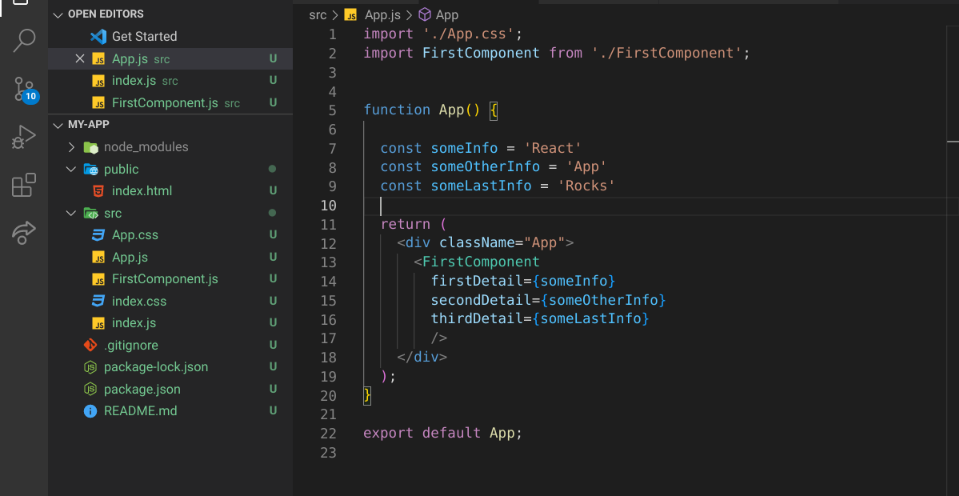 OPEN EDITORS
Get Started
App.js src U
index.js src U
FirstComponent.js src U
MY-APP
node_modules
public
index.html U
src
App.css U
App.js U
FirstComponent.js U
index.css U
index.js U
.gitignore U
package-lock.json U
package.json U
README.md U
10
src > JS App.js > App
1 import './App.css';
2 import FirstComponent from './FirstComponent';
3
4
5 function App() {
6
7 const someInfo = 'React'
8 const someOtherInfo = 'App'
9 const someLastInfo = 'Rocks'
10
11 return (
12 <div className="App">
13 <FirstComponent
14 firstDetail={someInfo}
15 secondDetail={someOtherInfo}
16 thirdDetail={someLastInfo}
17 />
18 </div>
19 );
20 }
21
22 export default App;
23